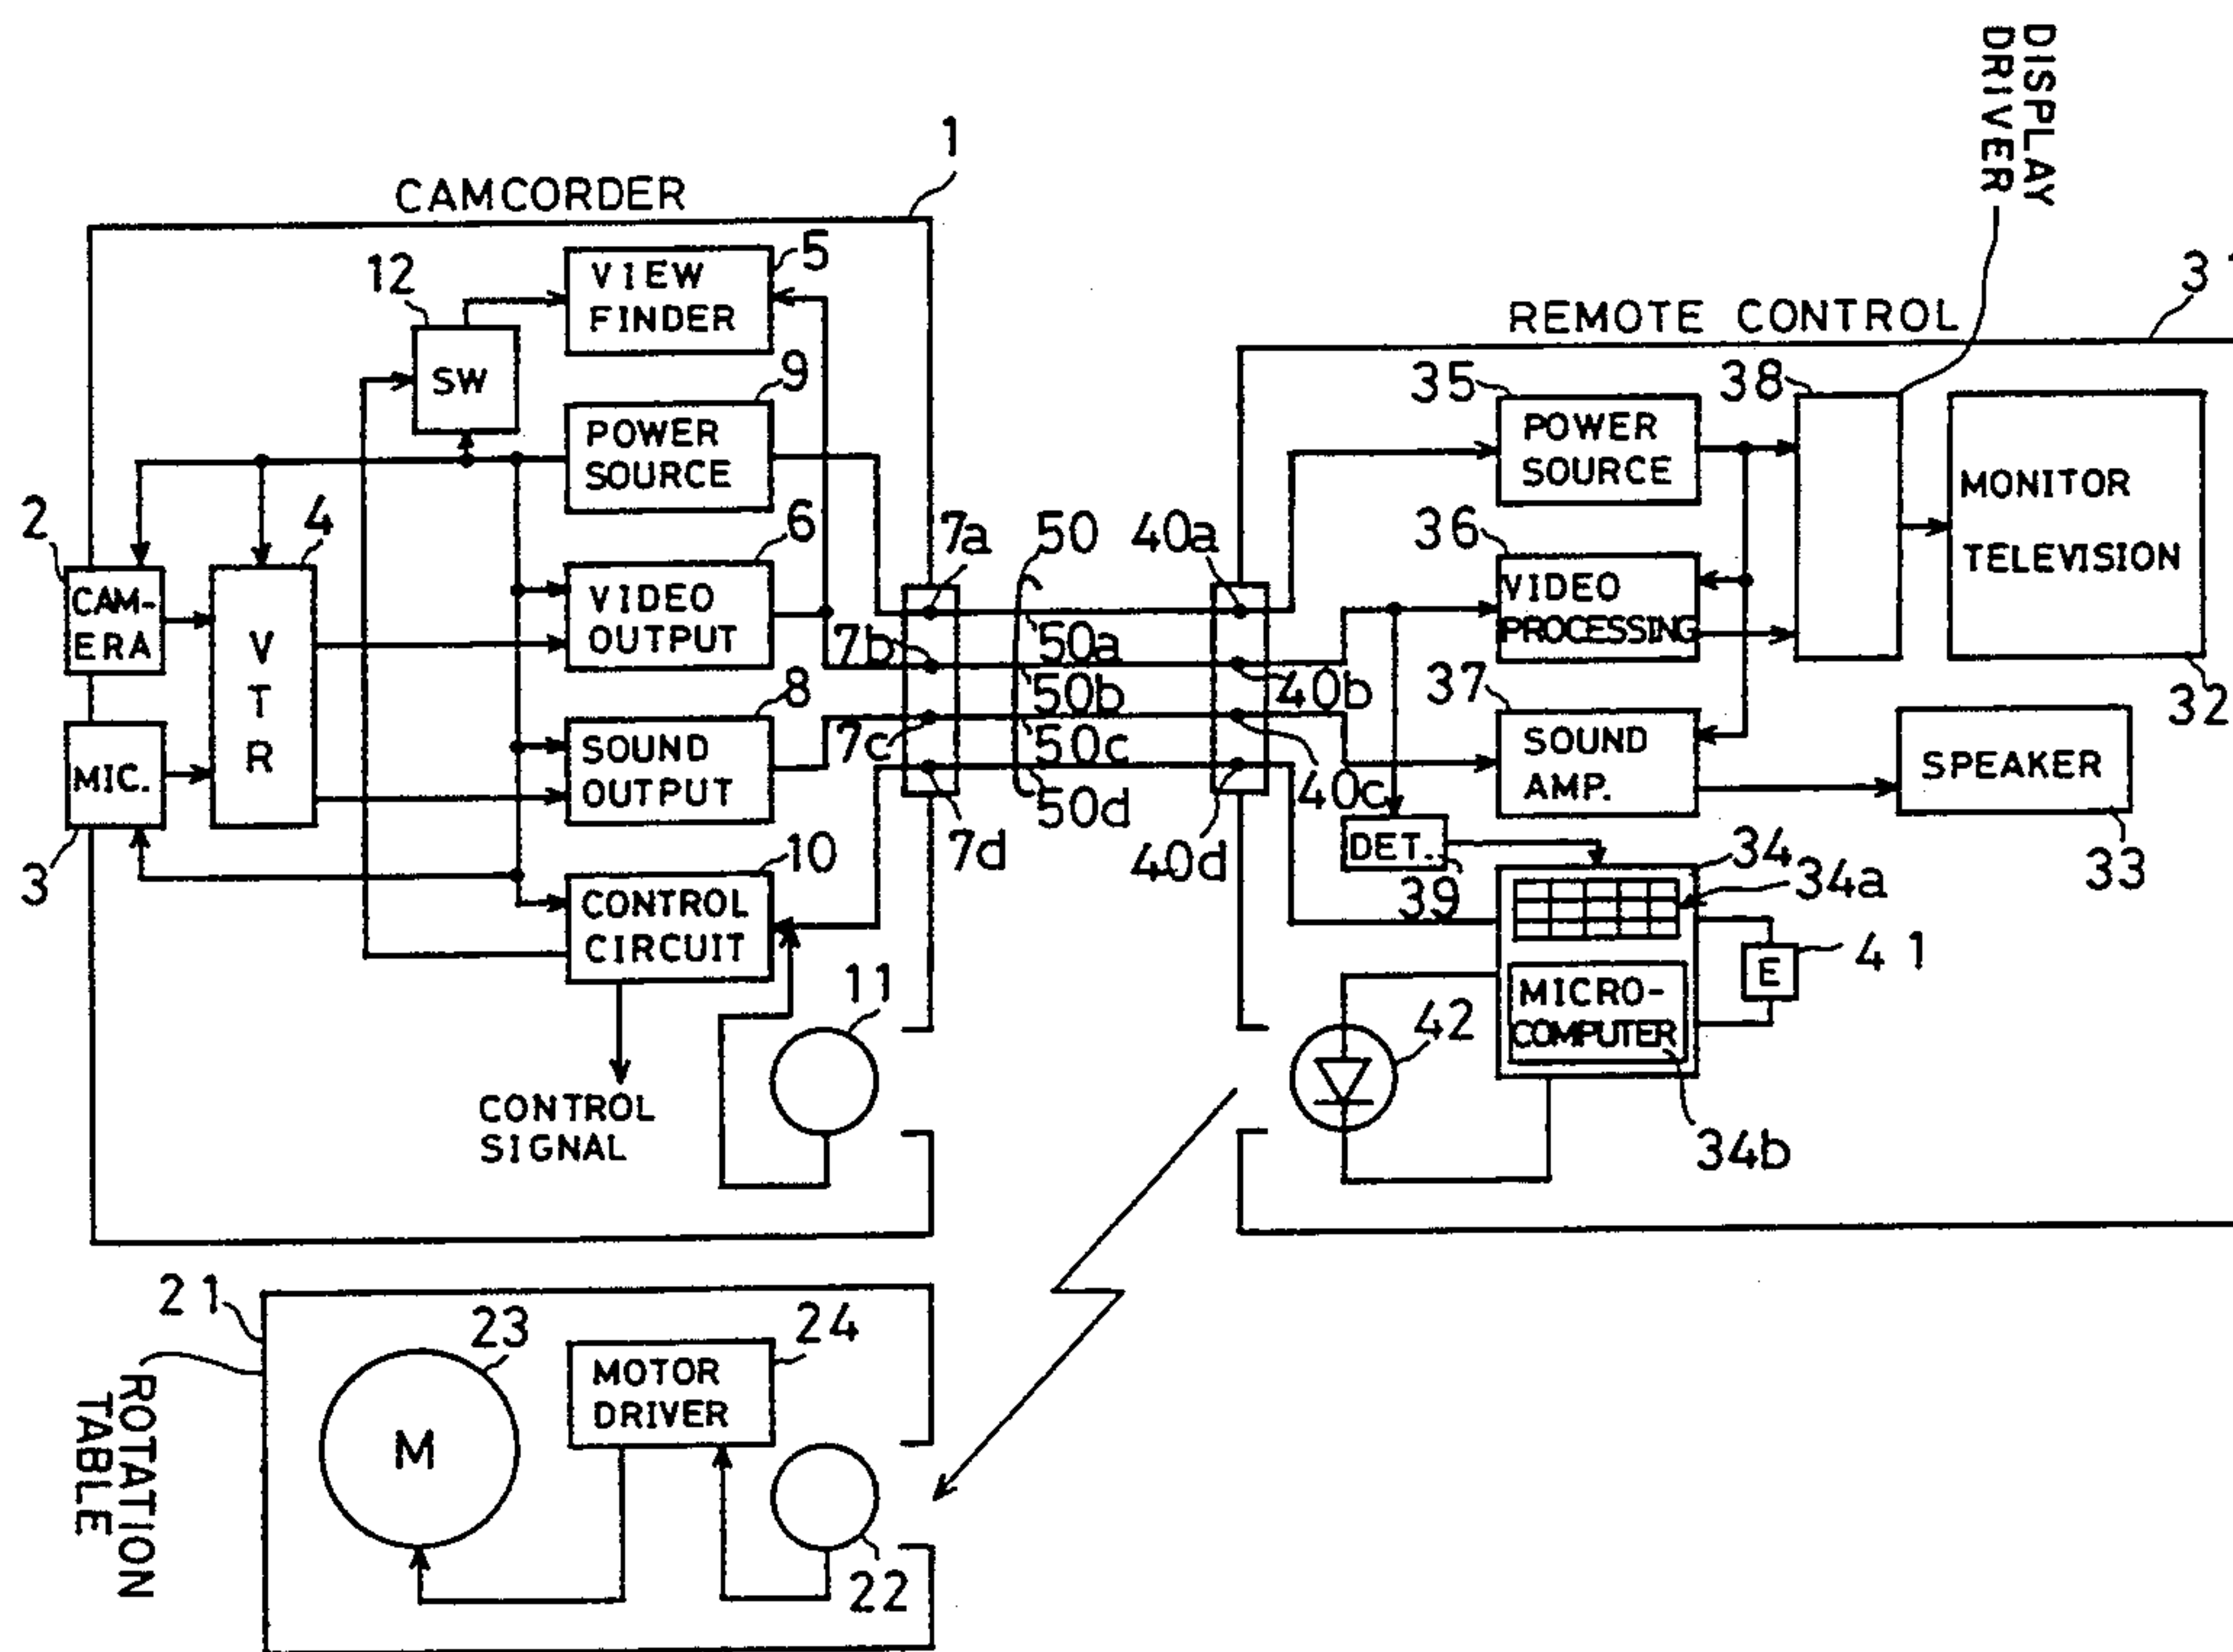 DISPLAY
DRIVER
1
CAMCORDER
12
VIEW
FINDER
5
SW
9
POWER
SOURCE
2
4
6
CAM-
ERA
V
T
R
VIDEO
OUTPUT
8
MIC.
SOUND
OUTPUT
3
10
CONTROL
CIRCUIT
11
CONTROL
SIGNAL
7a
7b
7c
7d
50
50a
50b
50c
50d
40a
40b
40c
40d
REMOTE CONTROL
35
POWER
SOURCE
38
MONITOR
TELEVISION
36
VIDEO
PROCESSING
32
37
SOUND
AMP.
SPEAKER
33
DET.
39
34
34a
E
41
MICRO-
COMPUTER
42
34b
21
23
24
M
MOTOR
DRIVER
22
ROTATION
TABLE